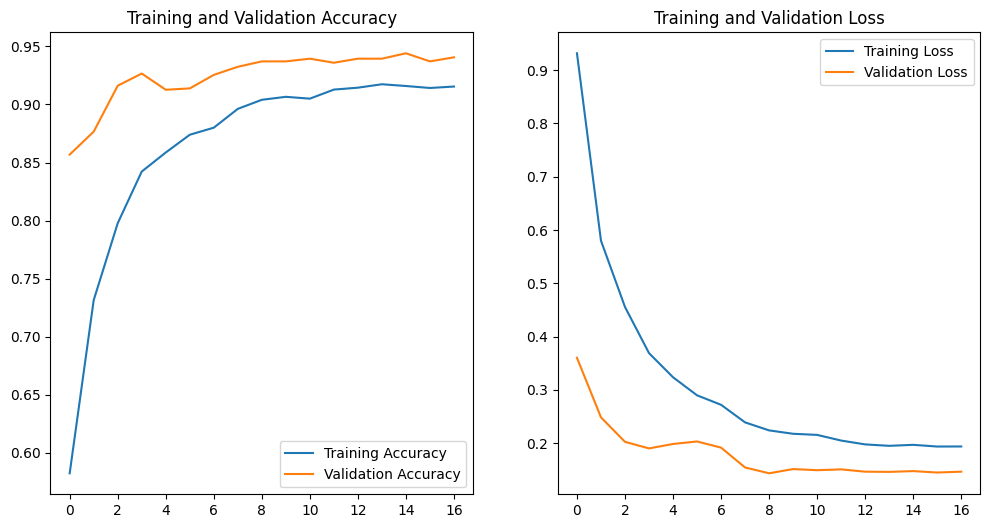 Training and Validation Accuracy
0.95
0.90
0.85
0.80
0.75
0.70
0.65
0.60
Training Accuracy
Validation Accuracy
0 2 4 6 8 10 12 14 16
Training and Validation Loss
0.9
0.8
0.7
0.6
0.5
0.4
0.3
0.2
Training Loss
Validation Loss
0 2 4 6 8 10 12 14 16